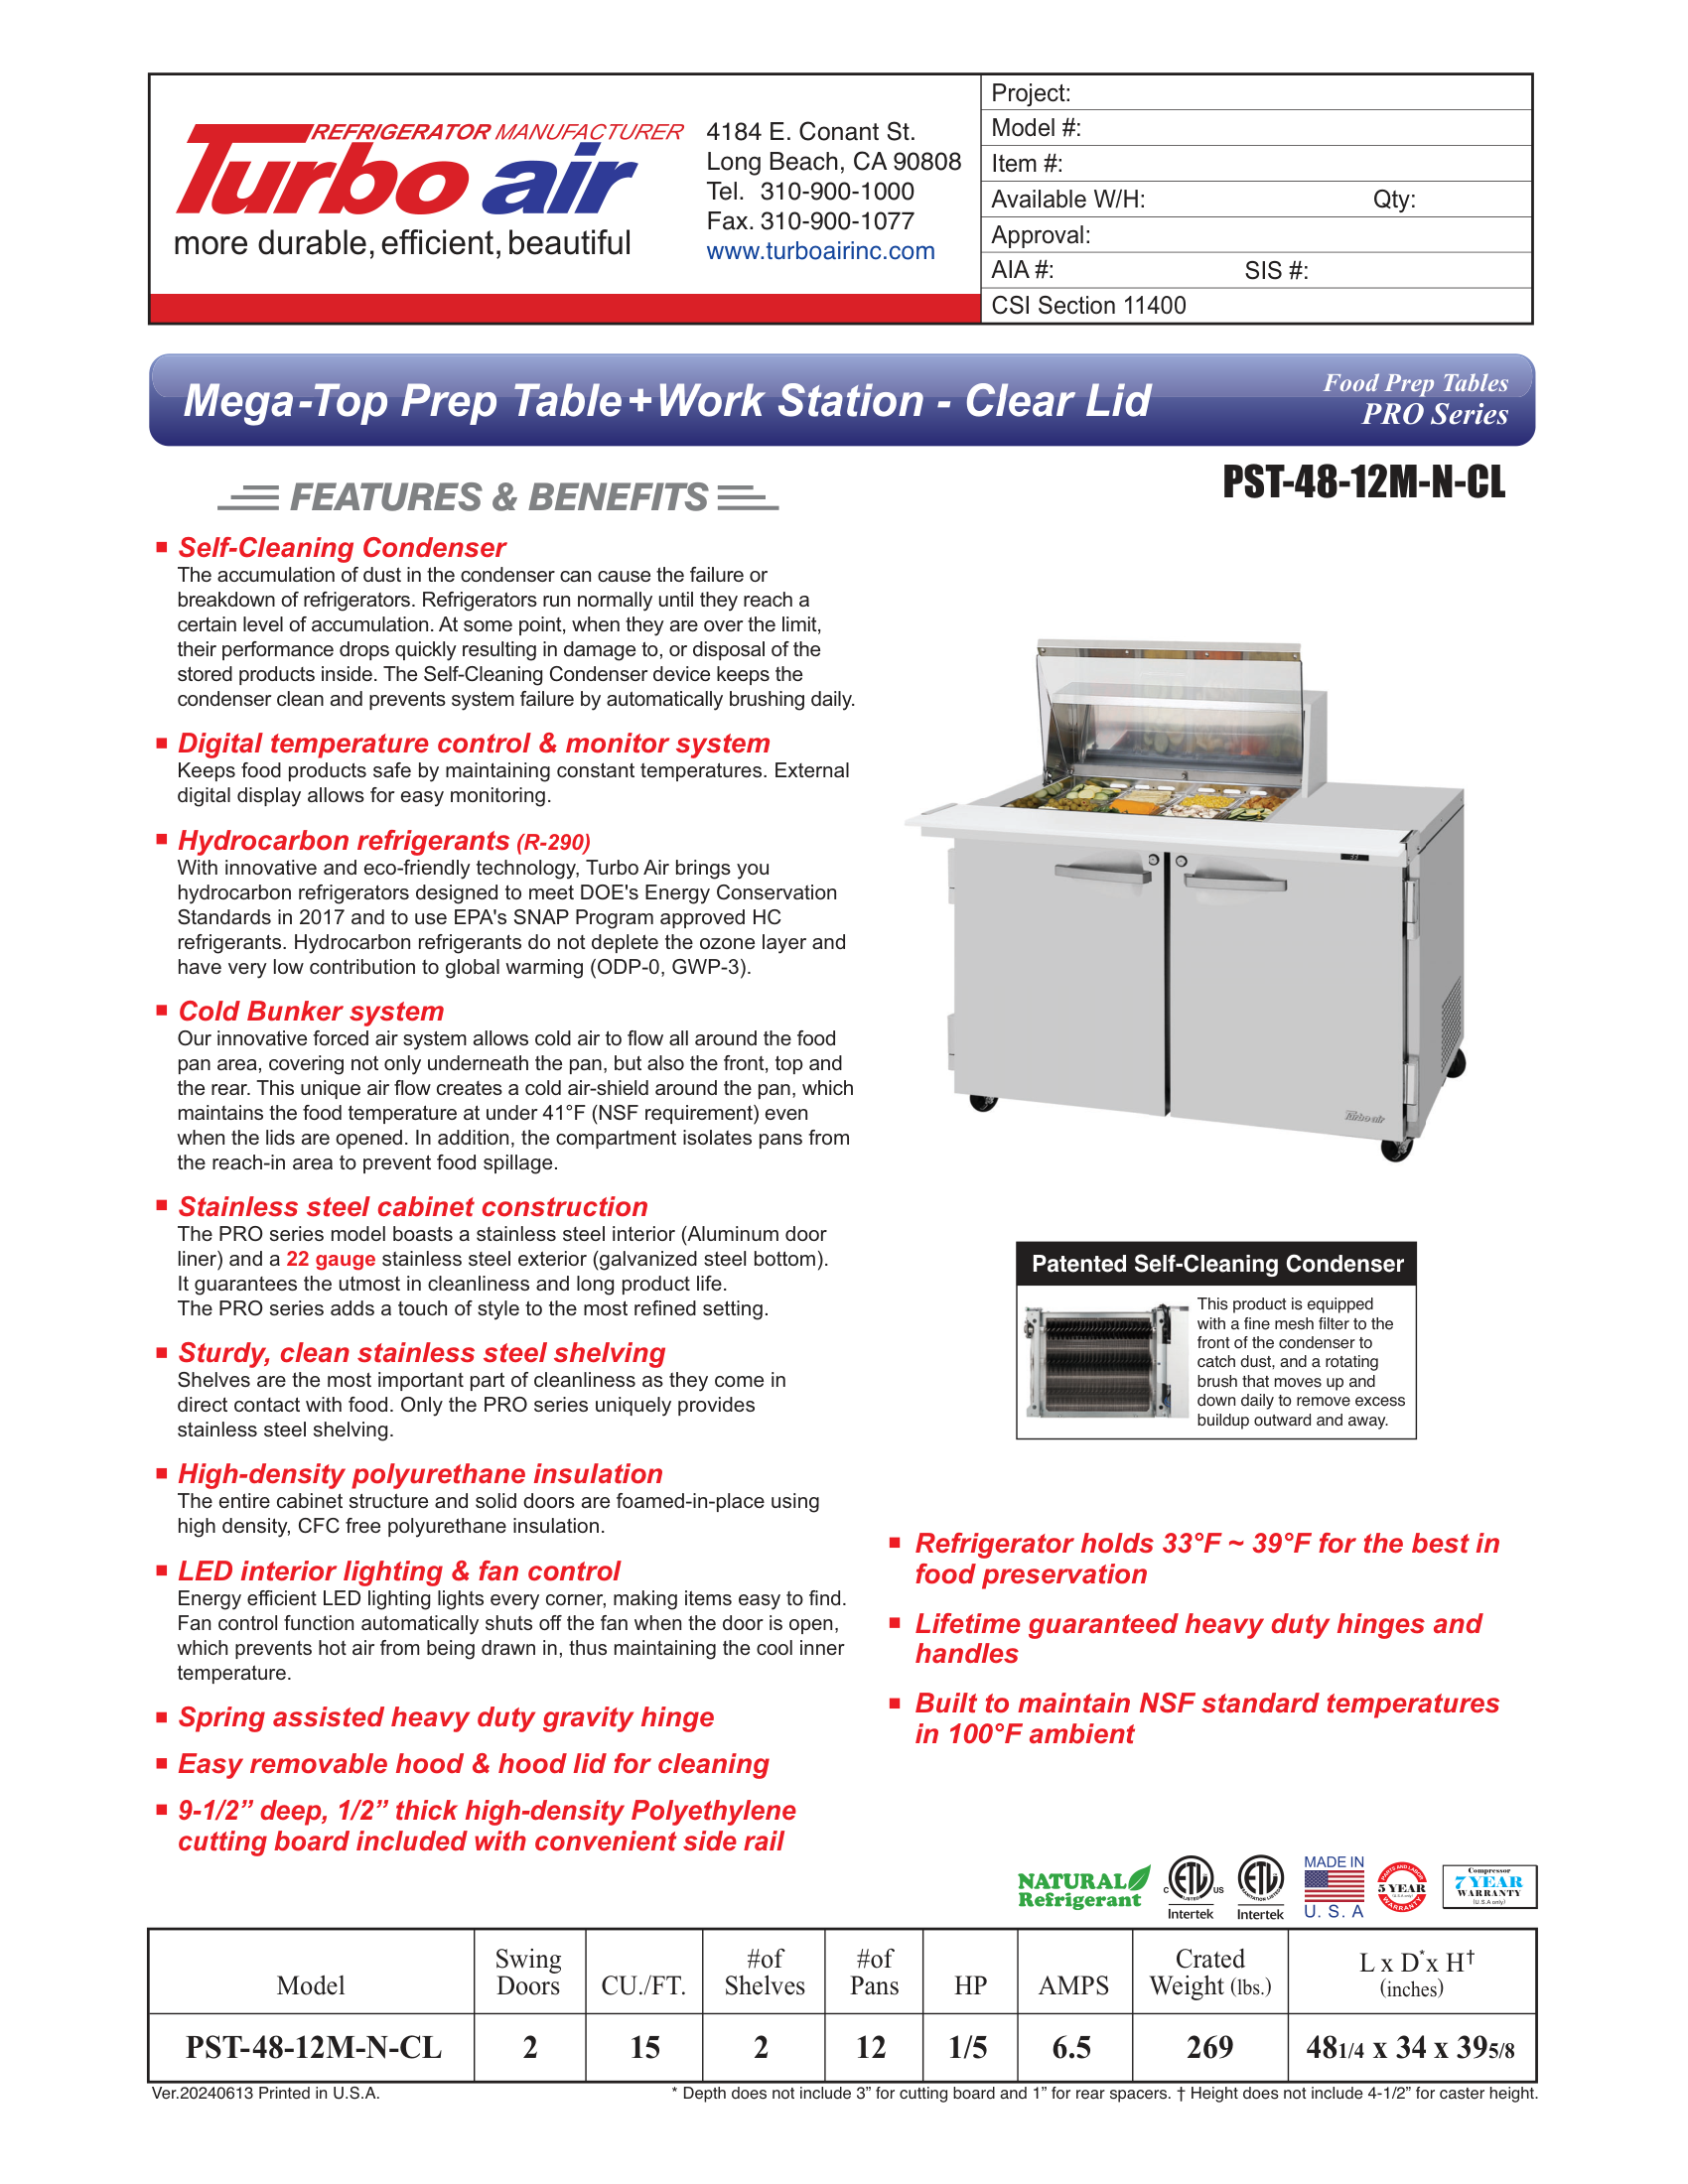 REFRIGERATOR MANUFACTURER
Turbo air
more durable, efficient, beautiful
4184 E. Conant St.
Long Beach, CA 90808
Tel. 310-900-1000
Fax. 310-900-1077
www.turboairinc.com
Project:
Model #:
Item #:
Available W/H: Qty:
Approval:
AIA #: SIS #:
CSI Section 11400
Mega-Top Prep Table+Work Station - Clear Lid
Food Prep Tables
PRO Series
PST-48-12M-N-CL
FEATURES & BENEFITS
Self-Cleaning Condenser
The accumulation of dust in the condenser can cause the failure or
breakdown of refrigerators. Refrigerators run normally until they reach a
certain level of accumulation. At some point, when they are over the limit,
their performance drops quickly resulting in damage to, or disposal of the
stored products inside. The Self-Cleaning Condenser device keeps the
condenser clean and prevents system failure by automatically brushing daily.
Digital temperature control & monitor system
Keeps food products safe by maintaining constant temperatures. External
digital display allows for easy monitoring.
Hydrocarbon refrigerants (R-290)
With innovative and eco-friendly technology, Turbo Air brings you
hydrocarbon refrigerators designed to meet DOE's Energy Conservation
Standards in 2017 and to use EPA's SNAP Program approved HC
refrigerants. Hydrocarbon refrigerants do not deplete the ozone layer and
have very low contribution to global warming (ODP-0, GWP-3).
Cold Bunker system
Our innovative forced air system allows cold air to flow all around the food
pan area, covering not only underneath the pan, but also the front, top and
the rear. This unique air flow creates a cold air-shield around the pan, which
maintains the food temperature at under 41°F (NSF requirement) even
when the lids are opened. In addition, the compartment isolates pans from
the reach-in area to prevent food spillage.
Stainless steel cabinet construction
The PRO series model boasts a stainless steel interior (Aluminum door
liner) and a 22 gauge stainless steel exterior (galvanized steel bottom).
It guarantees the utmost in cleanliness and long product life.
The PRO series adds a touch of style to the most refined setting.
Sturdy, clean stainless steel shelving
Shelves are the most important part of cleanliness as they come in
direct contact with food. Only the PRO series uniquely provides
stainless steel shelving.
High-density polyurethane insulation
The entire cabinet structure and solid doors are foamed-in-place using
high density, CFC free polyurethane insulation.
LED interior lighting & fan control
Energy efficient LED lighting lights every corner, making items easy to find.
Fan control function automatically shuts off the fan when the door is open,
which prevents hot air from being drawn in, thus maintaining the cool inner
temperature.
Spring assisted heavy duty gravity hinge
Easy removable hood & hood lid for cleaning
9-1/2” deep, 1/2” thick high-density Polyethylene
cutting board included with convenient side rail
Turbo air
Patented Self-Cleaning Condenser
This product is equipped
with a fine mesh filter to the
front of the condenser to
catch dust, and a rotating
brush that moves up and
down daily to remove excess
buildup outward and away.
Refrigerator holds 33°F ~ 39°F for the best in
food preservation
Lifetime guaranteed heavy duty hinges and
handles
Built to maintain NSF standard temperatures
in 100°F ambient
NATURAL
Refrigerant
C ETL US
LISTED
Intertek
ETL
SANITATION LISTED
Intertek
MADE IN
U. S. A
PARTS AND LABOR
5 YEAR
(U.S.A only)
WARRANTY
Compressor
7 YEAR
WARRANTY
(U.S.A only)
Model Swing Doors CU./FT. #of Shelves #of Pans HP AMPS Crated Weight (lbs.) L x D* x H† (inches)
PST-48-12M-N-CL 2 15 2 12 1/5 6.5 269 48 1/4 x 34 x 39 5/8
Ver.20240613 Printed in U.S.A.
* Depth does not include 3” for cutting board and 1” for rear spacers. † Height does not include 4-1/2” for caster height.